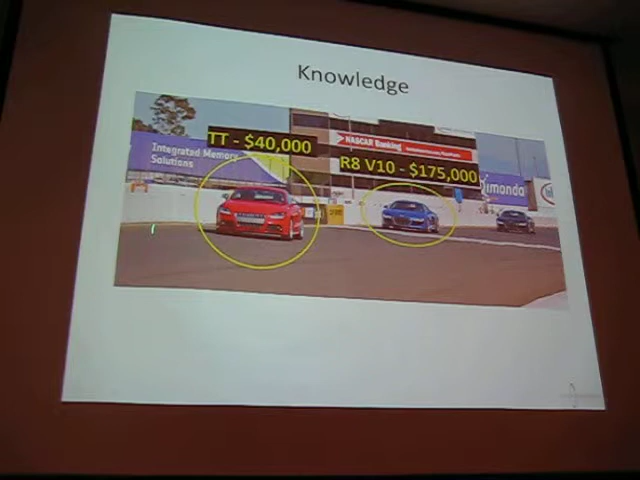 Knowledge
TT - $40,000
NASCAR Banking
R8 V10 - $175,000
Integrated Memory
Solutions
imonda